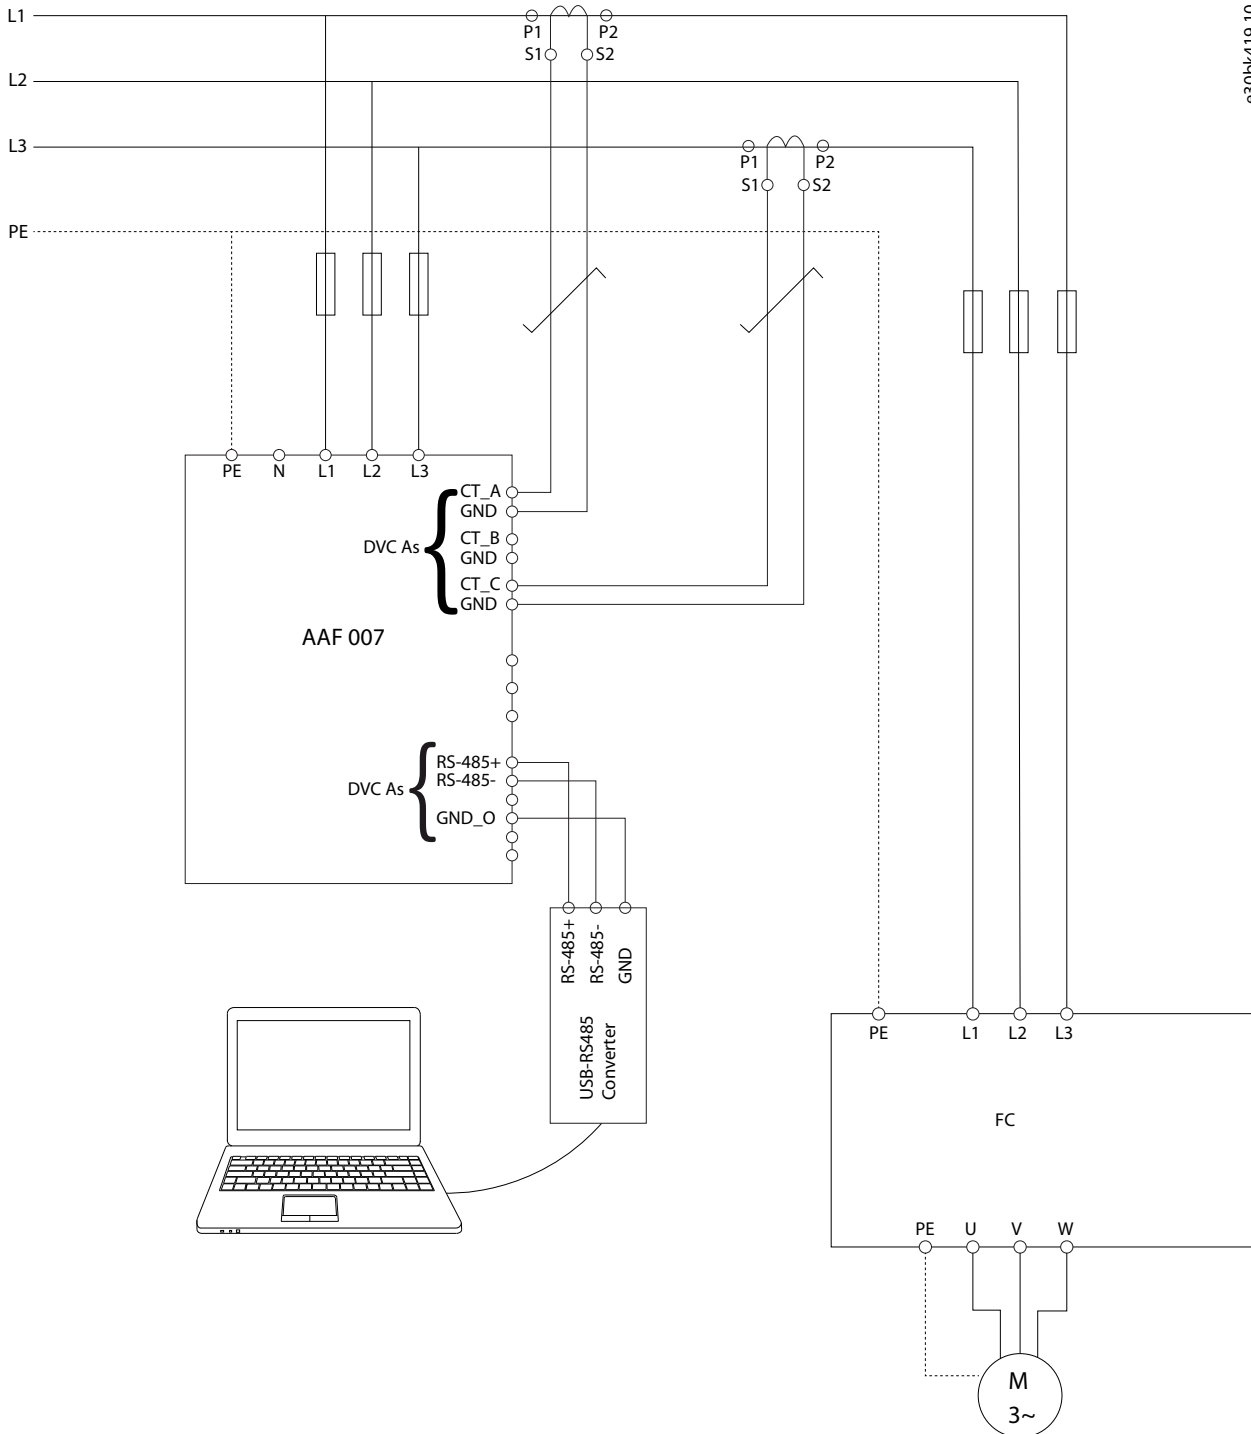 L1
P1 P2
S1 S2
e30bk419.10
L2
L3
P1 P2
S1 S2
PE
PE N L1 L2 L3
CT_A
GND
CT_B
DVC As
GND
CT_C
GND
AAF 007
RS-485+
RS-485-
DVC As
GND_O
RS-485+
RS-485-
GND
USB-RS485
Converter
PE L1 L2 L3
FC
PE U V W
M
3~